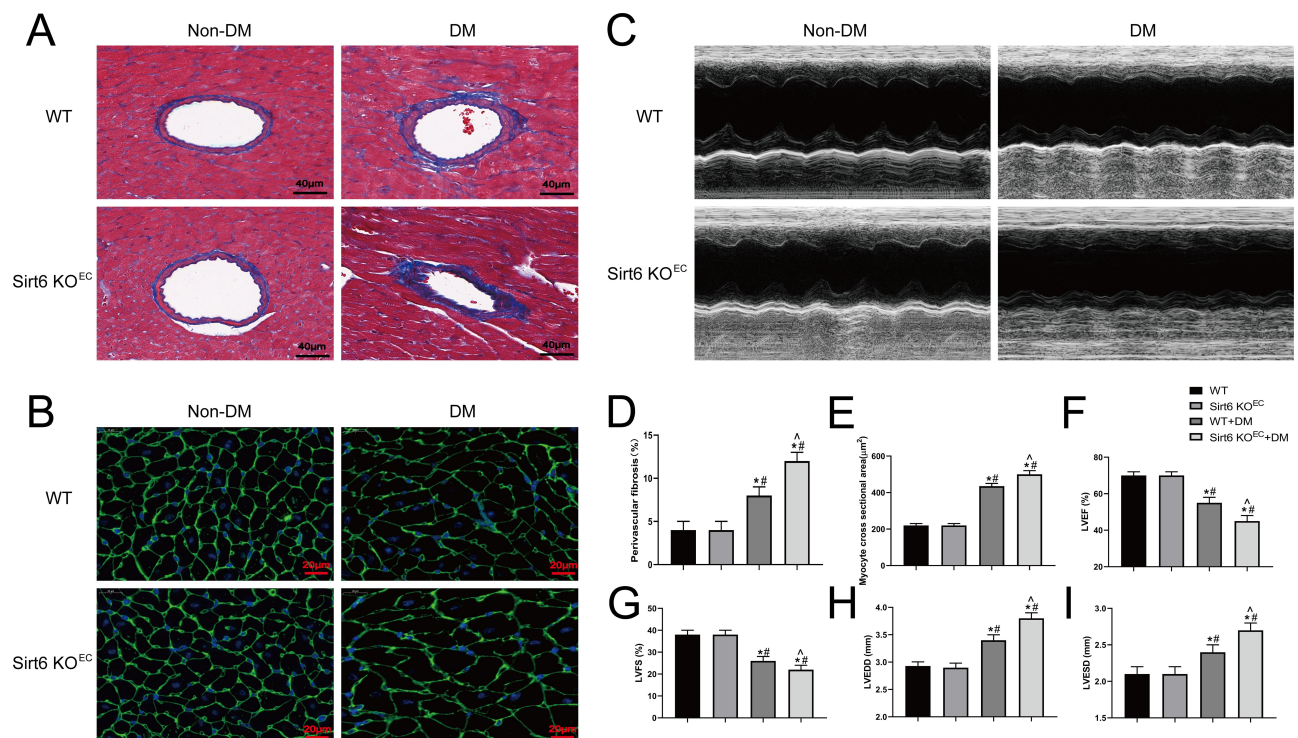 A
Non-DM
DM
WT
40μm
40μm
Sirt6 KO^EC
40μm
40μm
C
Non-DM
DM
WT
Sirt6 KO^EC
B
Non-DM
DM
WT
20μm
20μm
Sirt6 KO^EC
20μm
20μm
D
Perivascular fibrosis (%)
15
10
5
0
*#
^
*#
E
Myocyte cross sectional area(μm²)
600
400
200
0
*#
^
*#
F
WT
Sirt6 KO^EC
WT+DM
Sirt6 KO^EC+DM
LVEF (%)
80
60
40
20
*#
^
*#
G
LVFS (%)
50
40
30
20
10
0
*#
^
*#
H
LVEDD (mm)
4.0
3.5
3.0
2.5
2.0
*#
^
*#
I
LVESD (mm)
3.0
2.5
2.0
1.5
*#
^
*#